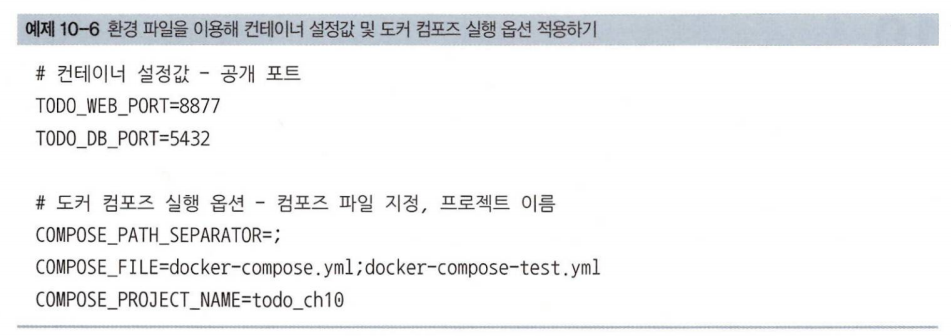 예제 10-6 환경 파일을 이용해 컨테이너 설정값 및 도커 컴포즈 실행 옵션 적용하기
# 컨테이너 설정값 - 공개 포트
TODO_WEB_PORT=8877
TODO_DB_PORT=5432
# 도커 컴포즈 실행 옵션 - 컴포즈 파일 지정, 프로젝트 이름
COMPOSE_PATH_SEPARATOR=;
COMPOSE_FILE=docker-compose.yml;docker-compose-test.yml
COMPOSE_PROJECT_NAME=todo_ch10